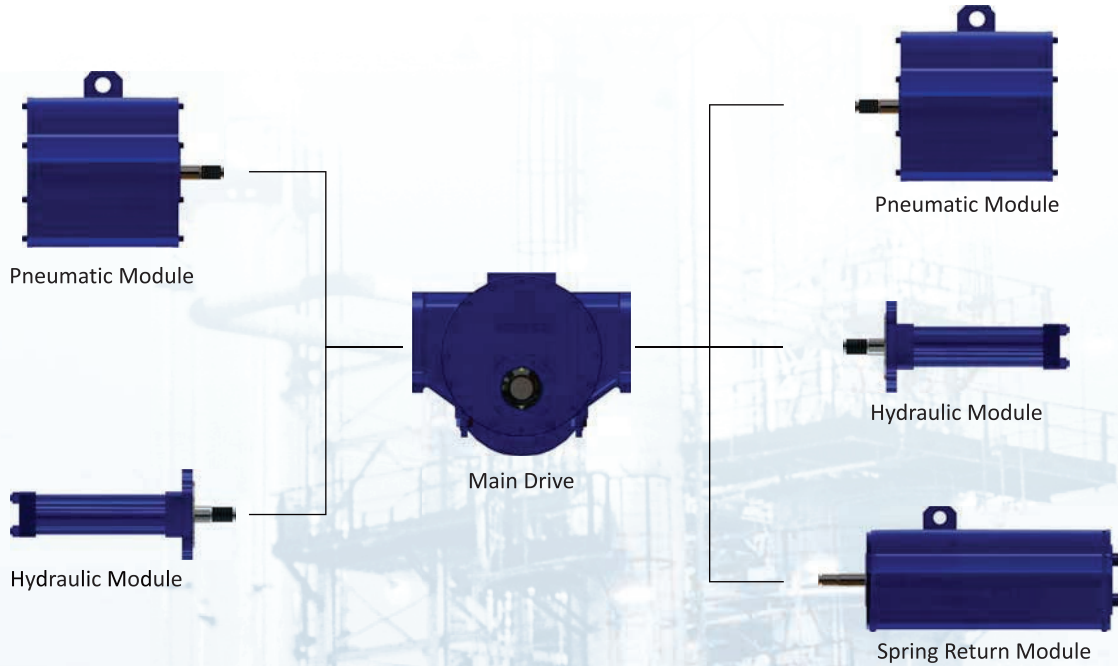 Pneumatic Module
Pneumatic Module
Hydraulic Module
Main Drive
Hydraulic Module
Spring Return Module